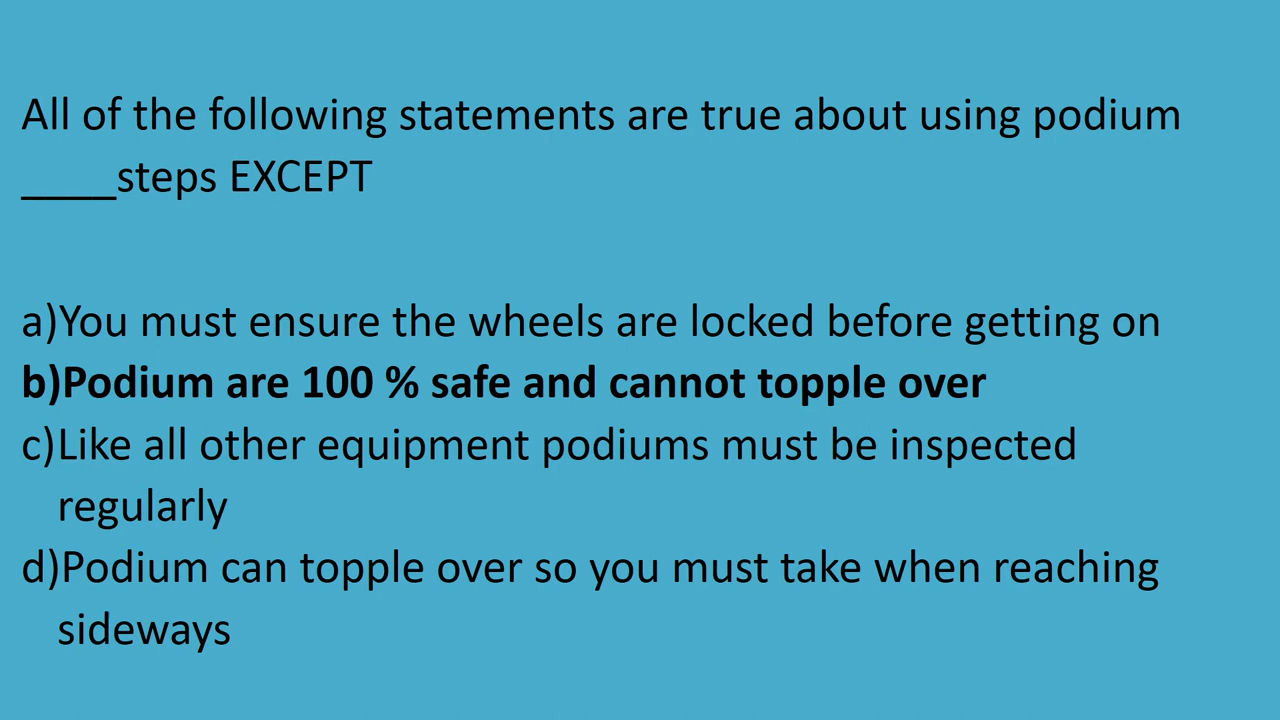 All of the following statements are true about using podium
____steps EXCEPT
a)You must ensure the wheels are locked before getting on
b)Podium are 100 % safe and cannot topple over
c)Like all other equipment podiums must be inspected
regularly
d)Podium can topple over so you must take when reaching
sideways